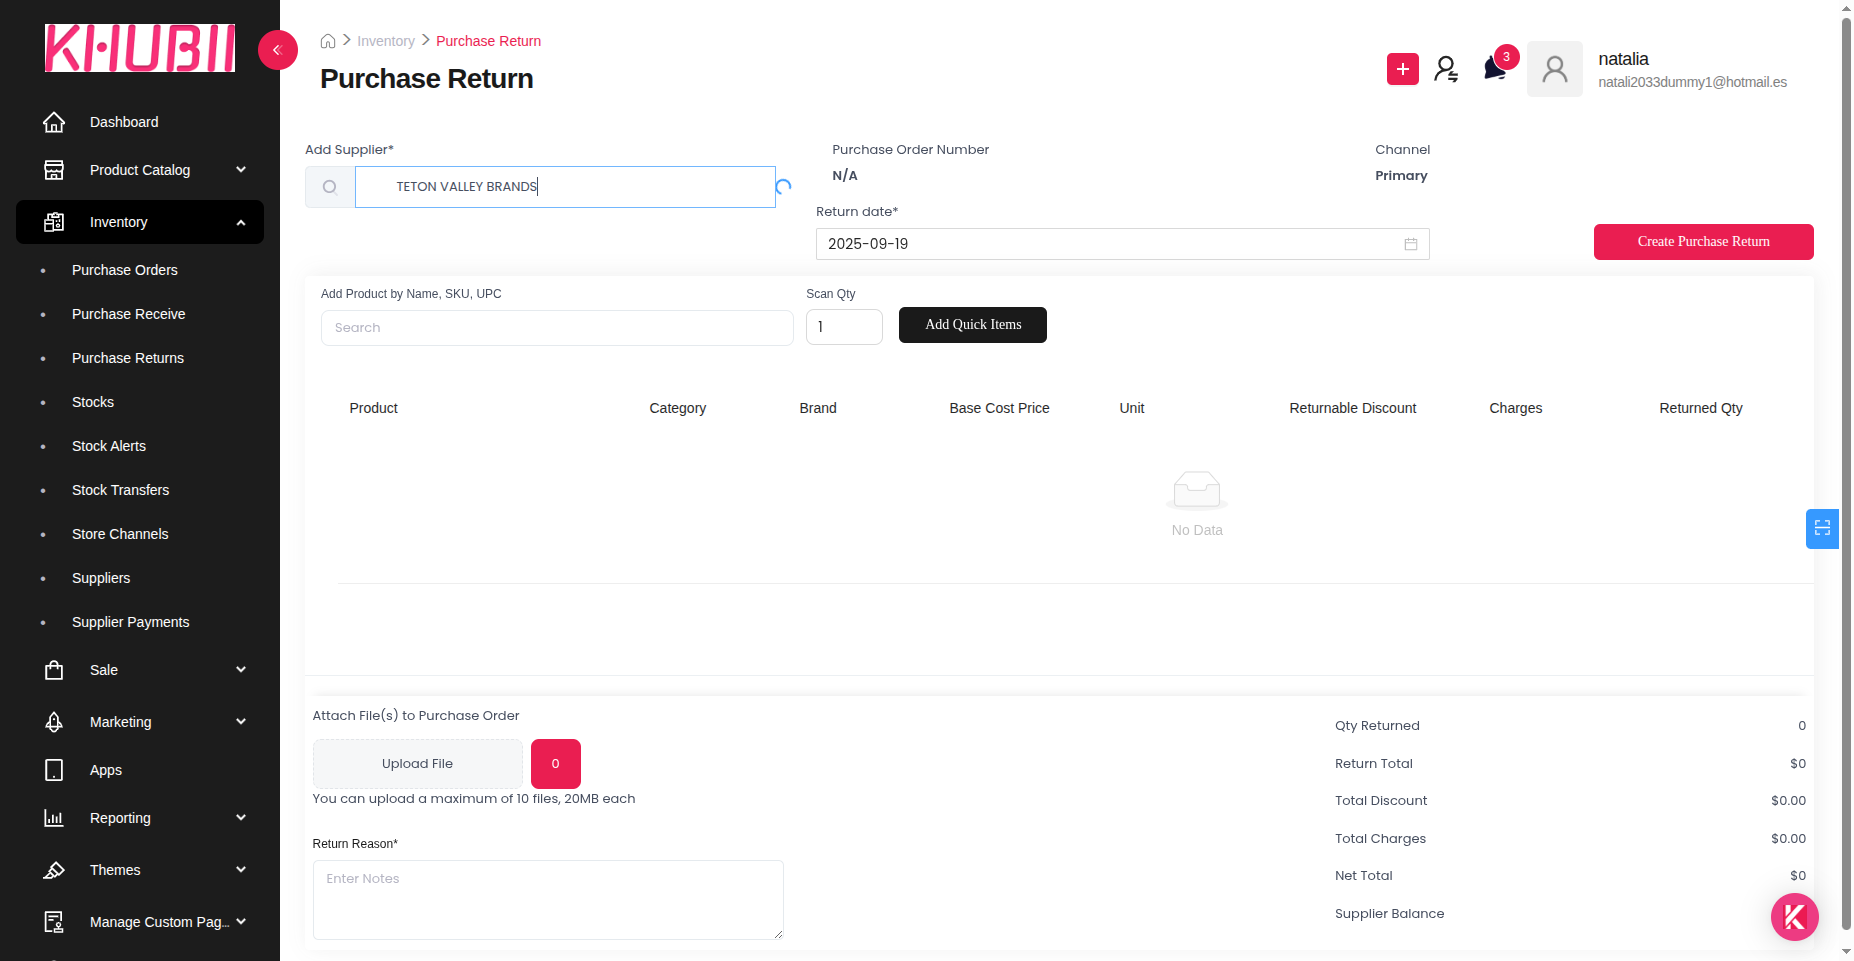 KHUBII
Dashboard
Product Catalog
Inventory
Purchase Orders
Purchase Receive
Purchase Returns
Stocks
Stock Alerts
Stock Transfers
Store Channels
Suppliers
Supplier Payments
Sale
Marketing
Apps
Reporting
Themes
Manage Custom Pag...
Inventory Purchase Return
Purchase Return
3
natalia
natali2033dummy1@hotmail.es
Add Supplier*
TETON VALLEY BRANDS
Purchase Order Number
N/A
Channel
Primary
Return date*
2025-09-19
Create Purchase Return
Add Product by Name, SKU, UPC
Search
Scan Qty
1
Add Quick Items
Product Category Brand Base Cost Price Unit Returnable Discount Charges Returned Qty
No Data
Attach File(s) to Purchase Order
Upload File
0
You can upload a maximum of 10 files, 20MB each
Return Reason*
Enter Notes
Qty Returned 0
Return Total $0
Total Discount $0.00
Total Charges $0.00
Net Total $0
Supplier Balance
K